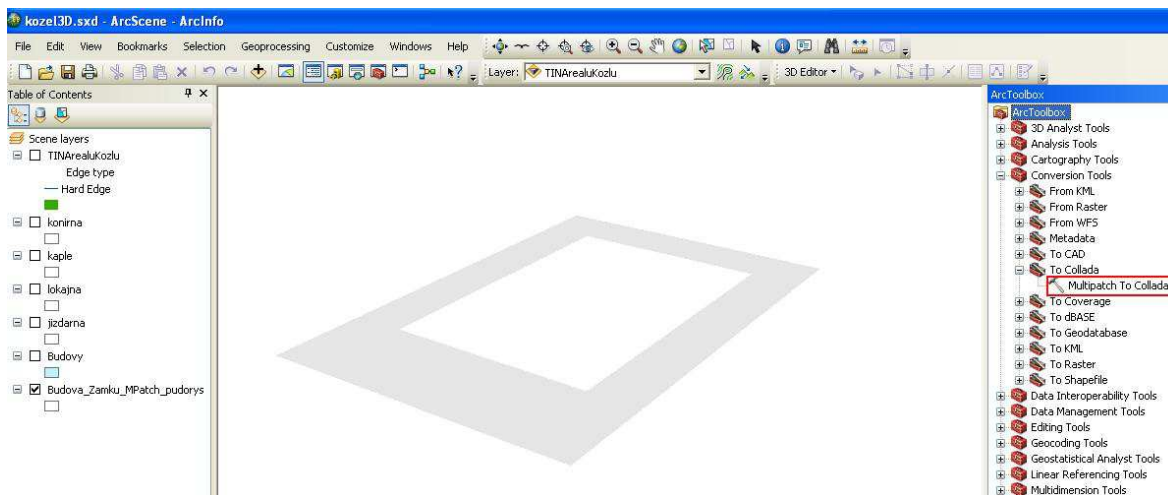 kozel3D.sxd - ArcScene - ArcInfo
File Edit View Bookmarks Selection Geoprocessing Customize Windows Help
Layer: TINArealuKozlu 3D Editor
Table of Contents
Scene layers
TINArealuKozlu
Edge type
Hard Edge
konirna
kaple
lokajna
jizdarna
Budovy
Budova_Zamku_MPatch_pudorys
ArcToolbox
ArcToolbox
3D Analyst Tools
Analysis Tools
Cartography Tools
Conversion Tools
From KML
From Raster
From WFS
Metadata
To CAD
To Collada
Multipatch To Collada
To Coverage
To dBASE
To Geodatabase
To KML
To Raster
To Shapefile
Data Interoperability Tools
Data Management Tools
Editing Tools
Geocoding Tools
Geostatistical Analyst Tools
Linear Referencing Tools
Multidimension Tools